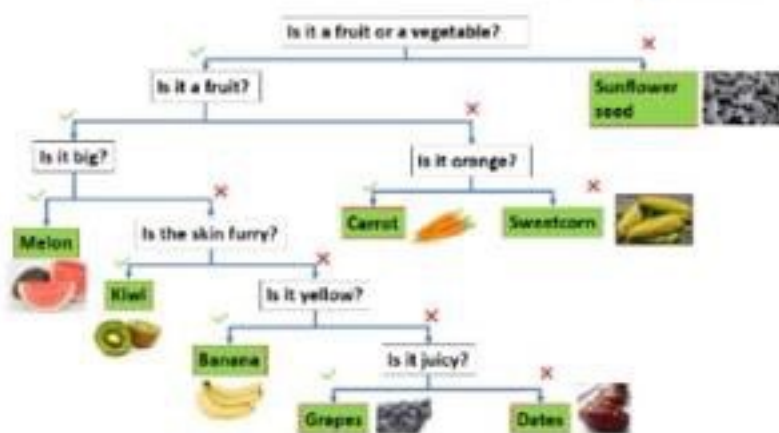 Is it a fruit or a vegetable?
Is it a fruit?
Sunflower
seed
Is it big?
Is it orange?
Melon
Is the skin furry?
Carrot
Sweetcorn
Kiwi
Is it yellow?
Banana
Is it juicy?
Grapes
Dates